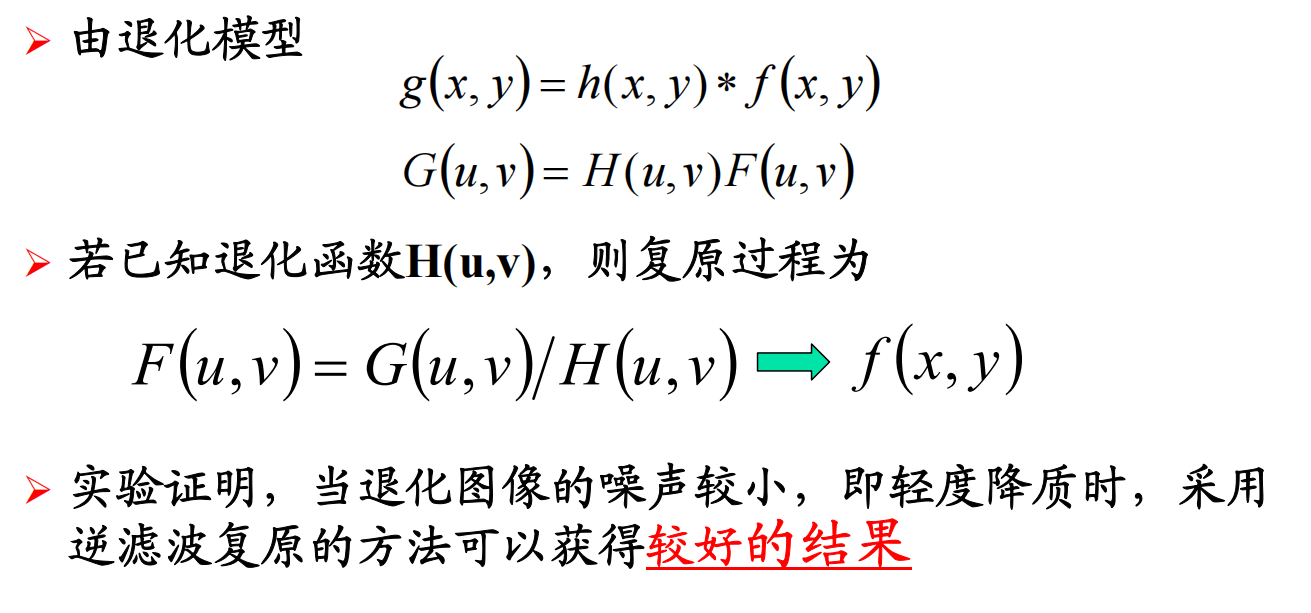 由退化模型
g(x, y) = h(x, y) * f(x, y)
G(u, v) = H(u, v)F(u, v)
若已知退化函数H(u,v)，则复原过程为
F(u, v) = G(u, v)/H(u, v) f(x, y)
实验证明，当退化图像的噪声较小，即轻度降质时，采用
逆滤波复原的方法可以获得较好的结果